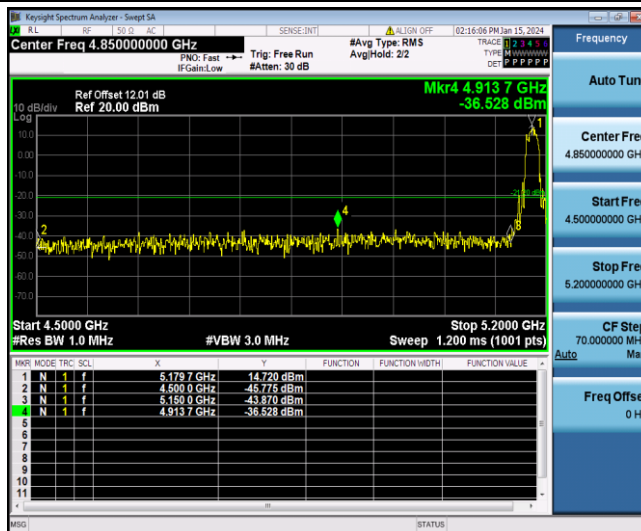 Keysight Spectrum Analyzer - Swept SA
RL RF 50 Ω AC SENSE:INT ALIGN OFF 02:16:06 PM Jan 15, 2024
Center Freq 4.850000000 GHz #Avg Type: RMS TRACE 1 2 3 4 5 6
PNO: Fast Trig: Free Run Avg|Hold: 2/2 TYPE M WWWWW
IFGain:Low #Atten: 30 dB DET P P P P P P
Ref Offset 12.01 dB Mkr4 4.913 7 GHz
10 dB/div Ref 20.00 dBm -36.528 dBm
Log
10.0
0.00
-10.0
-20.0
-30.0
-40.0
-50.0
-60.0
-70.0
1
2
4
Start 4.5000 GHz Stop 5.2000 GHz
#Res BW 1.0 MHz #VBW 3.0 MHz Sweep 1.200 ms (1001 pts)
MKR MODE TRC SCL X Y FUNCTION FUNCTION WIDTH FUNCTION VALUE
1 N 1 f 5.179 7 GHz 14.720 dBm
2 N 1 f 4.500 0 GHz -45.775 dBm
3 N 1 f 5.150 0 GHz -43.870 dBm
4 N 1 f 4.913 7 GHz -36.528 dBm
5
6
7
8
9
10
11
MSG STATUS
Frequency
Auto Tun
Center Fre
4.850000000 GH
Start Fre
4.500000000 GH
Stop Fre
5.200000000 GH
CF Step
70.000000 MH
Auto Ma
Freq Offse
0 H